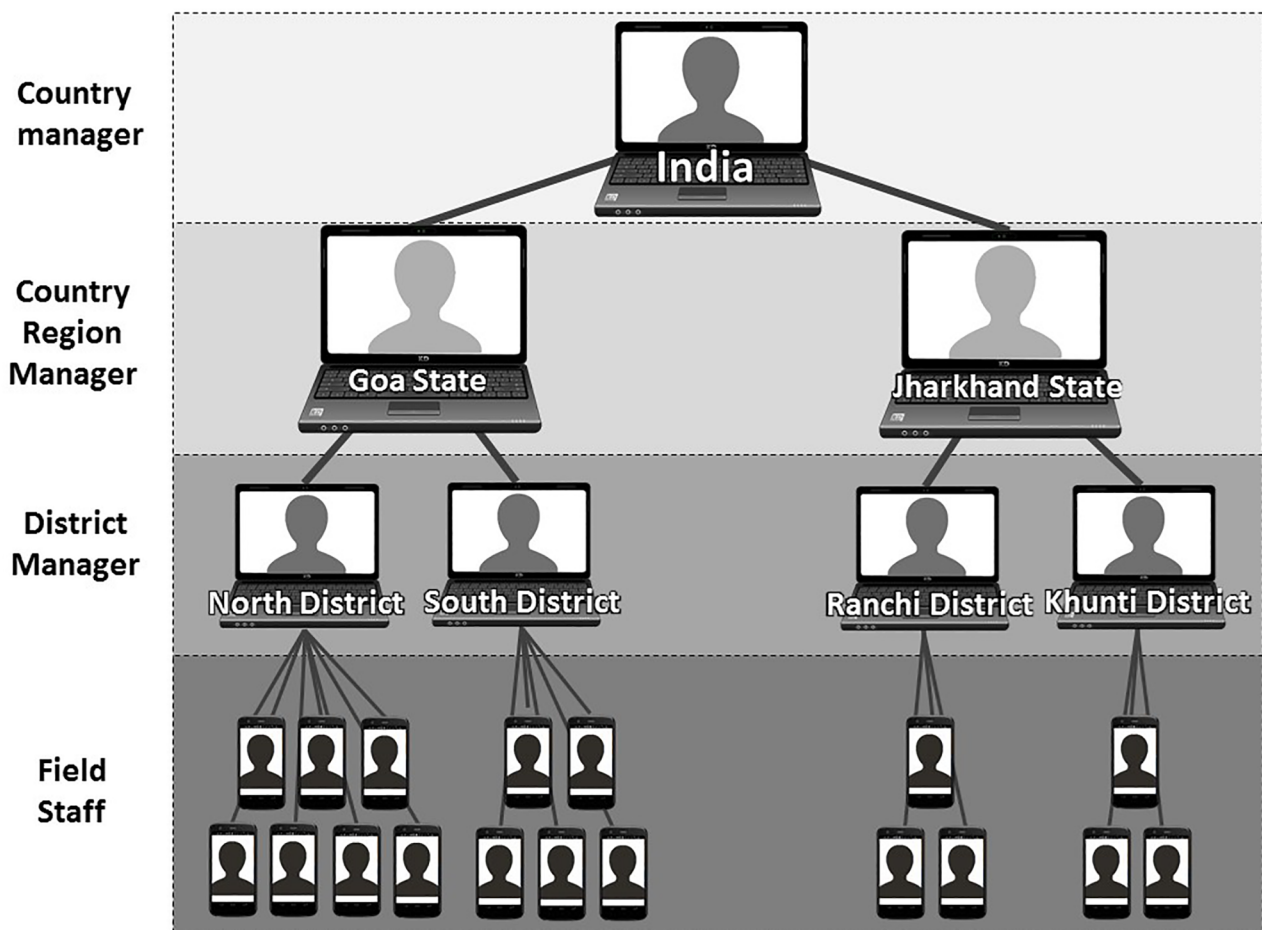 Country
manager
India
Country
Region
Manager
Goa State
Jharkhand State
District
Manager
North District
South District
Ranchi District
Khunti District
Field
Staff